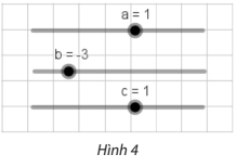 a = 1
b = -3
c = 1
Hình 4